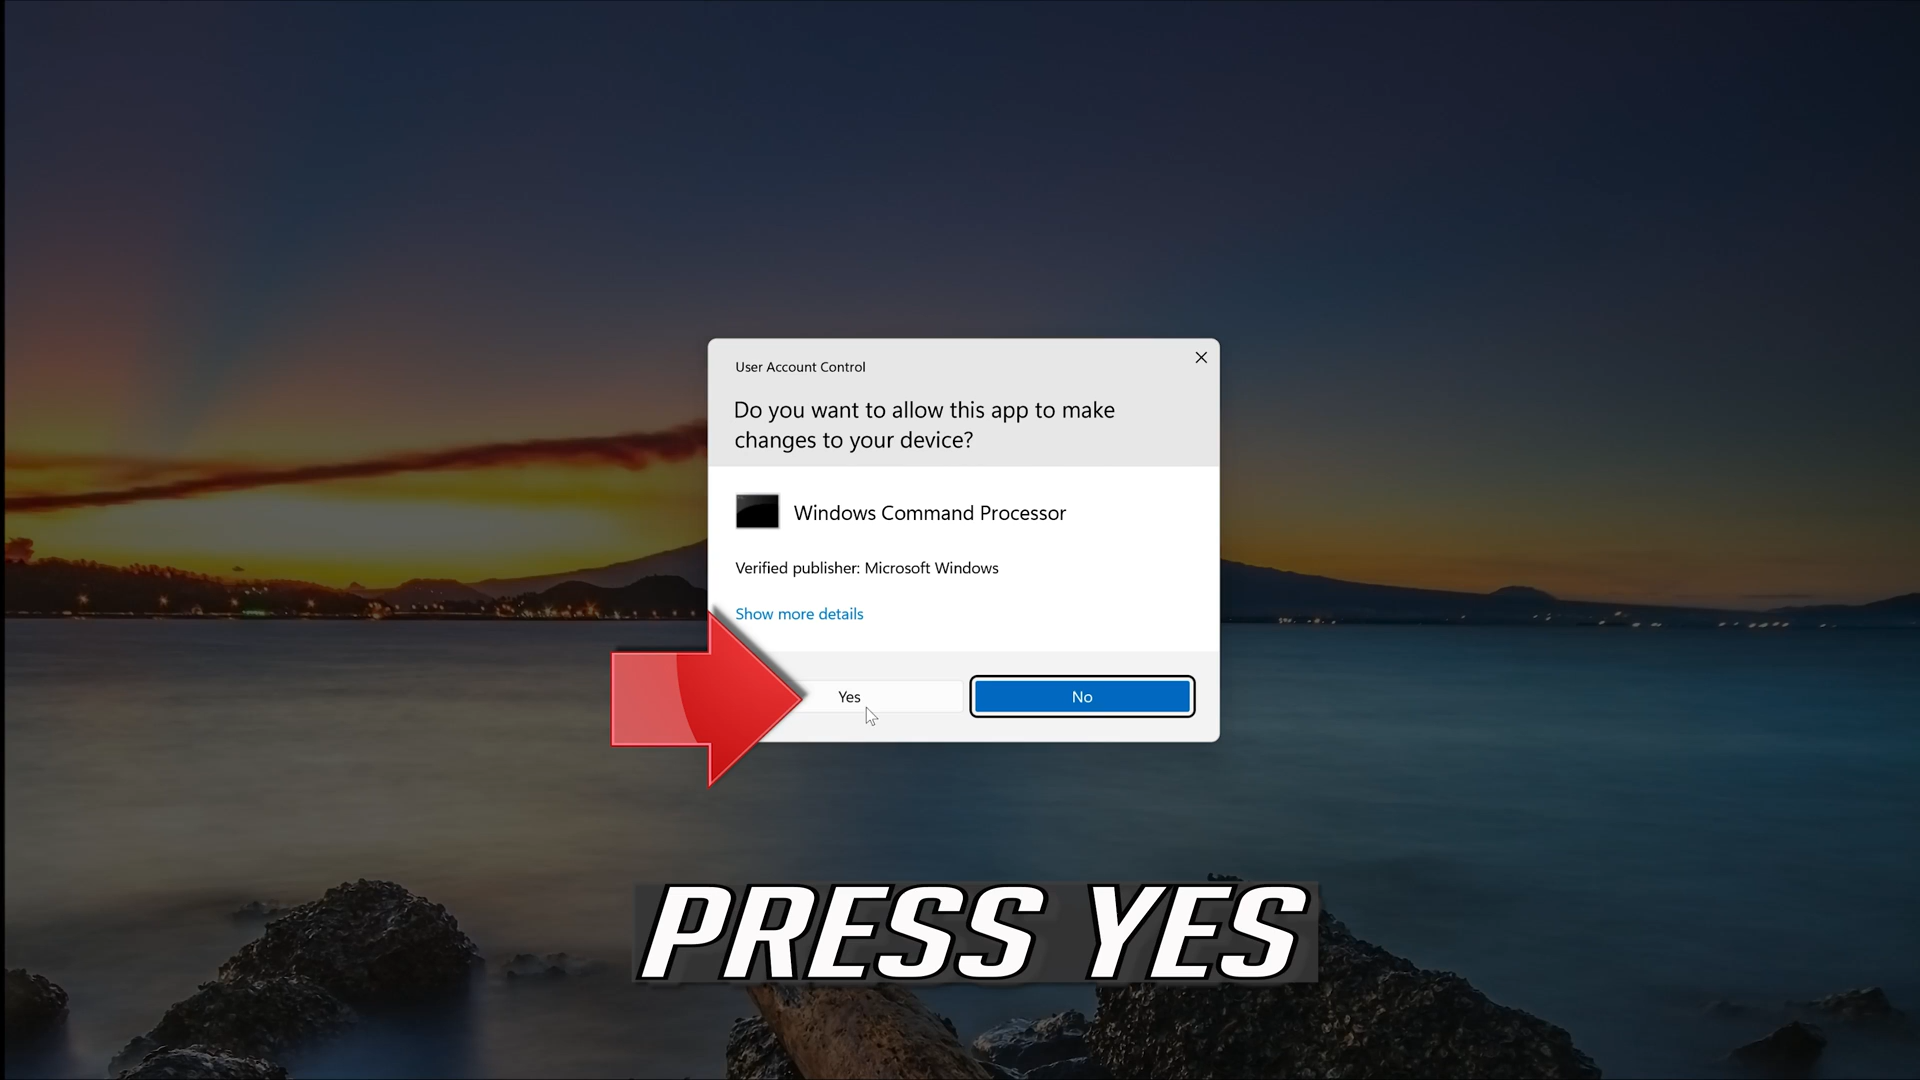 User Account Control
Do you want to allow this app to make
changes to your device?
Windows Command Processor
Verified publisher: Microsoft Windows
Show more details
Yes
No
PRESS YES